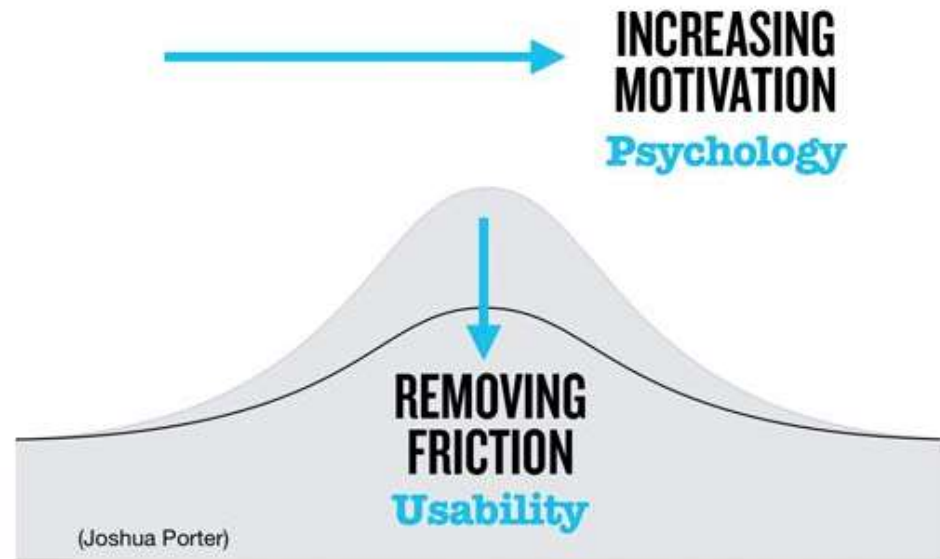 INCREASING
MOTIVATION
Psychology
REMOVING
FRICTION
Usability
(Joshua Porter)